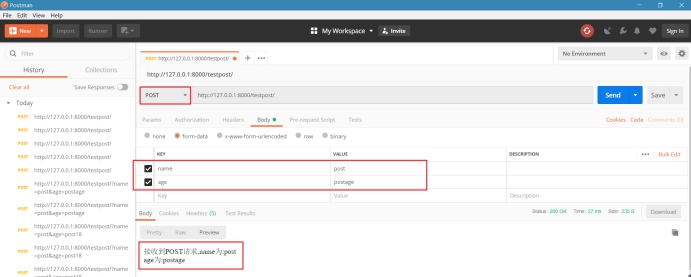 Postman
File Edit View Help
New
Import
Runner
My Workspace
Invite
Sign In
Filter
History
Collections
Clear all
Save Responses
Today
POST http://127.0.0.1:8000/testpost/
POST http://127.0.0.1:8000/testpost/
POST http://127.0.0.1:8000/testpost/
POST http://127.0.0.1:8000/testpost/
POST http://127.0.0.1:8000/testpost/
POST http://127.0.0.1:8000/testpost/?name
=post&age=postage
POST http://127.0.0.1:8000/testpost/?name
=post&age=postage
POST http://127.0.0.1:8000/testpost/?name
=post&age=post18
POST http://127.0.0.1:8000/testpost/?name
=post&age=post18
POST http://127.0.0.1:8000/testpost/?name
POST http://127.0.0.1:8000/testpost/
No Environment
http://127.0.0.1:8000/testpost/
POST
http://127.0.0.1:8000/testpost/
Send
Save
Params
Authorization
Headers
Body
Pre-request Script
Tests
Cookies Code Comments (0)
none
form-data
x-www-form-urlencoded
raw
binary
KEY
VALUE
DESCRIPTION
Bulk Edit
name
post
age
postage
Key
Value
Description
Body
Cookies
Headers (5)
Test Results
Status: 200 OK Time: 27 ms Size: 235 B
Download
Pretty
Raw
Preview
接收到POST请求,name为:post
age为:postage